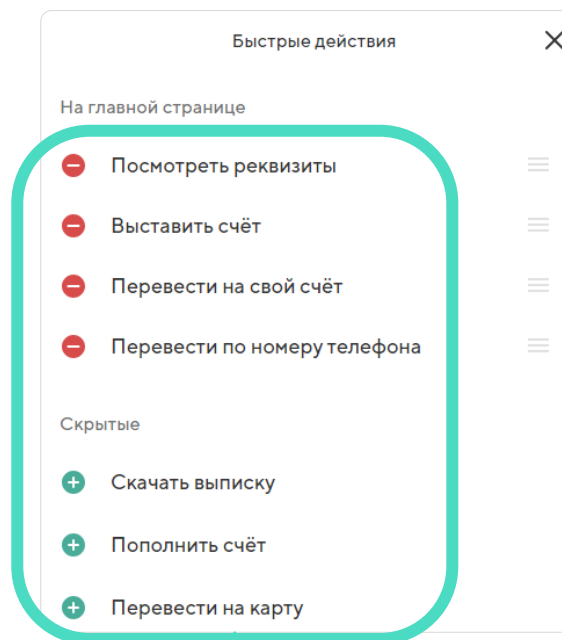 Быстрые действия
На главной странице
Посмотреть реквизиты
Выставить счёт
Перевести на свой счёт
Перевести по номеру телефона
Скрытые
Скачать выписку
Пополнить счёт
Перевести на карту